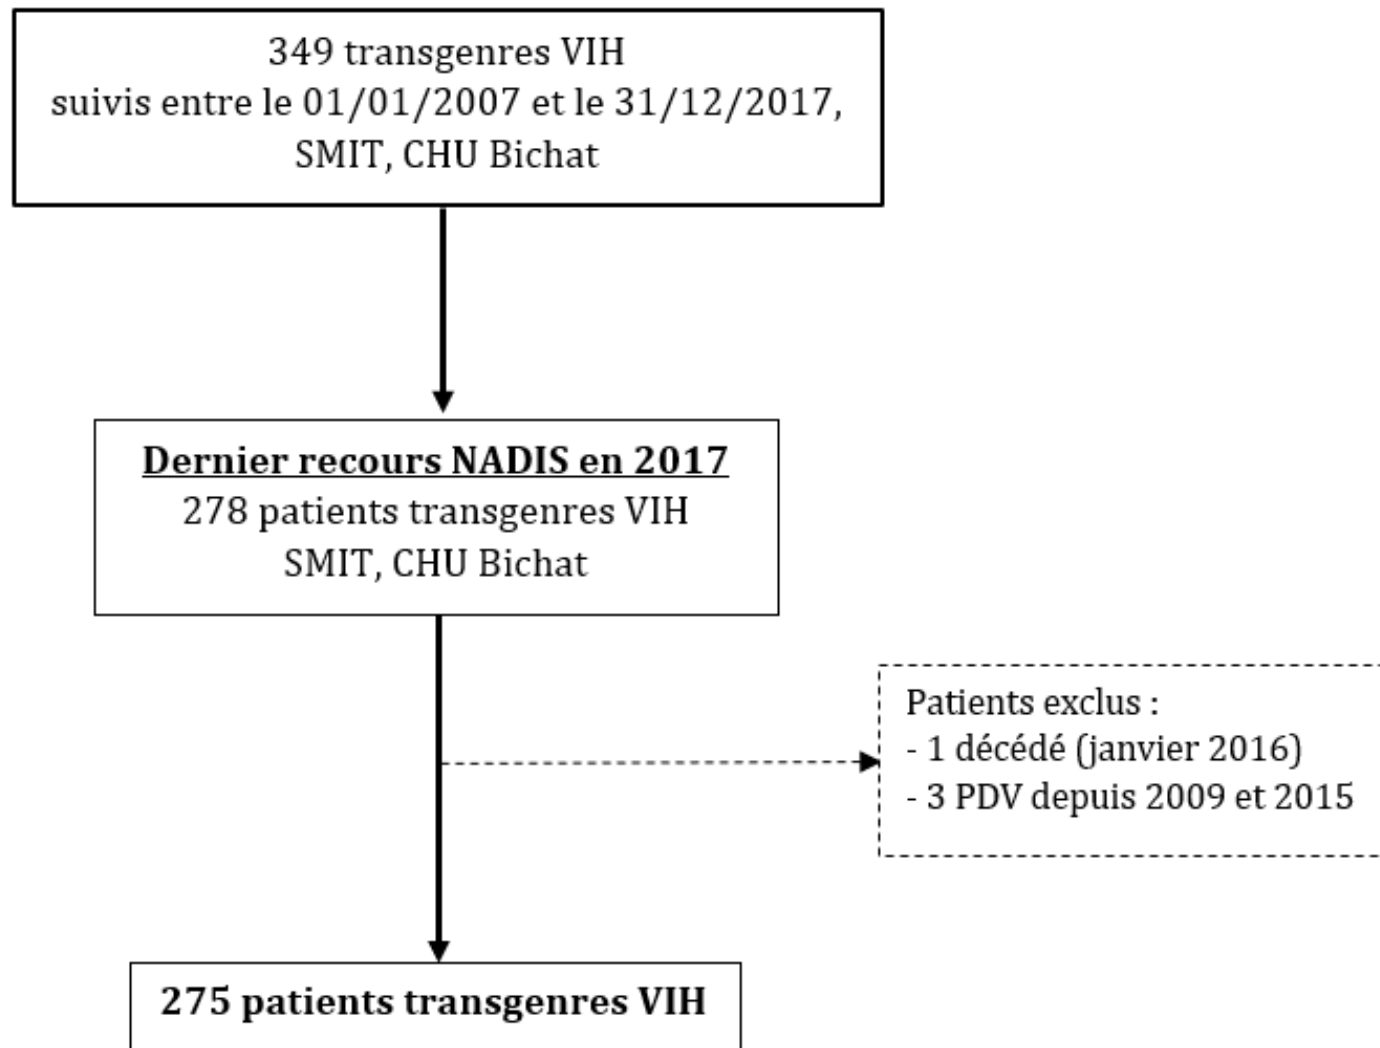 349 transgenres VIH
suivis entre le 01/01/2007 et le 31/12/2017,
SMIT, CHU Bichat
Dernier recours NADIS en 2017
278 patients transgenres VIH
SMIT, CHU Bichat
Patients exclus :
- 1 décédé (janvier 2016)
- 3 PDV depuis 2009 et 2015
275 patients transgenres VIH